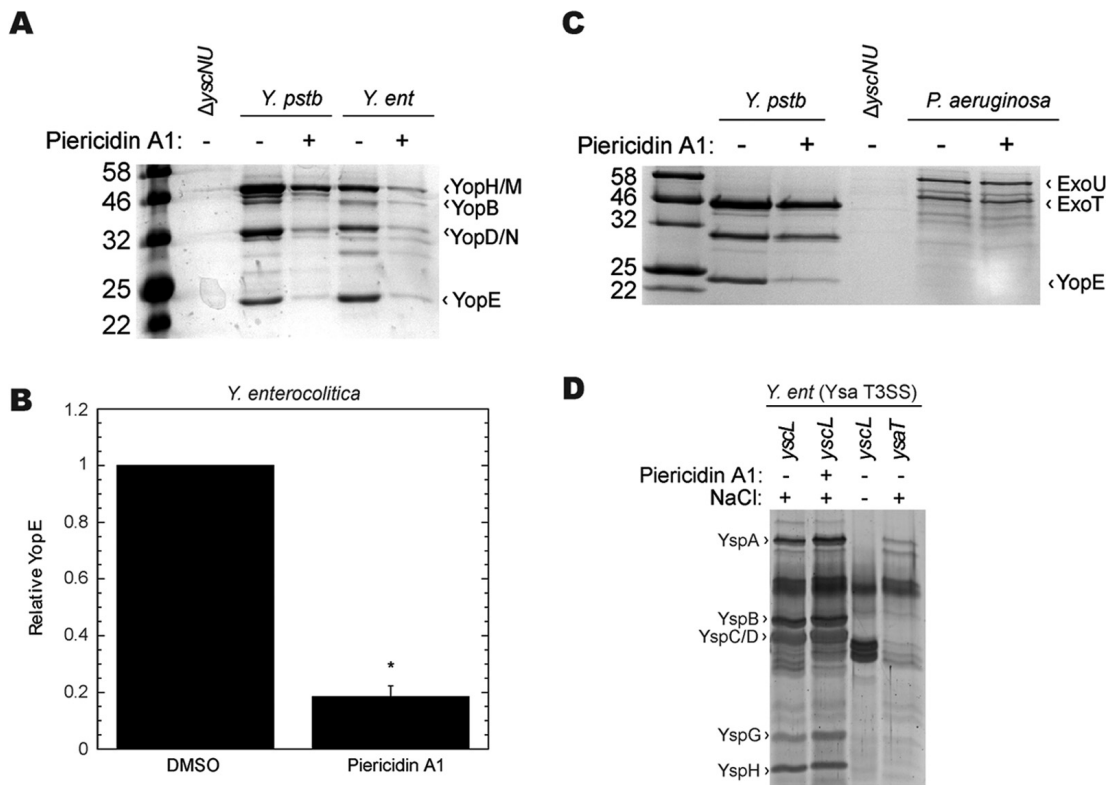 A
ΔyscNU
Y. pstb
Y. ent
Piericidin A1: - - + - +
58
46
32
25
22
‹YopH/M
‹YopB
‹YopD/N
‹YopE
B
Y. enterocolitica
1.2
1
0.8
0.6
0.4
0.2
0
Relative YopE
*
DMSO
Piericidin A1
C
Y. pstb
ΔyscNU
P. aeruginosa
Piericidin A1: - + - - +
58
46
32
25
22
‹ExoU
‹ExoT
‹YopE
D
Y. ent (Ysa T3SS)
yscL yscL yscL ysaT
Piericidin A1: - + - -
NaCl: + + - +
YspA›
YspB›
YspC/D›
YspG›
YspH›